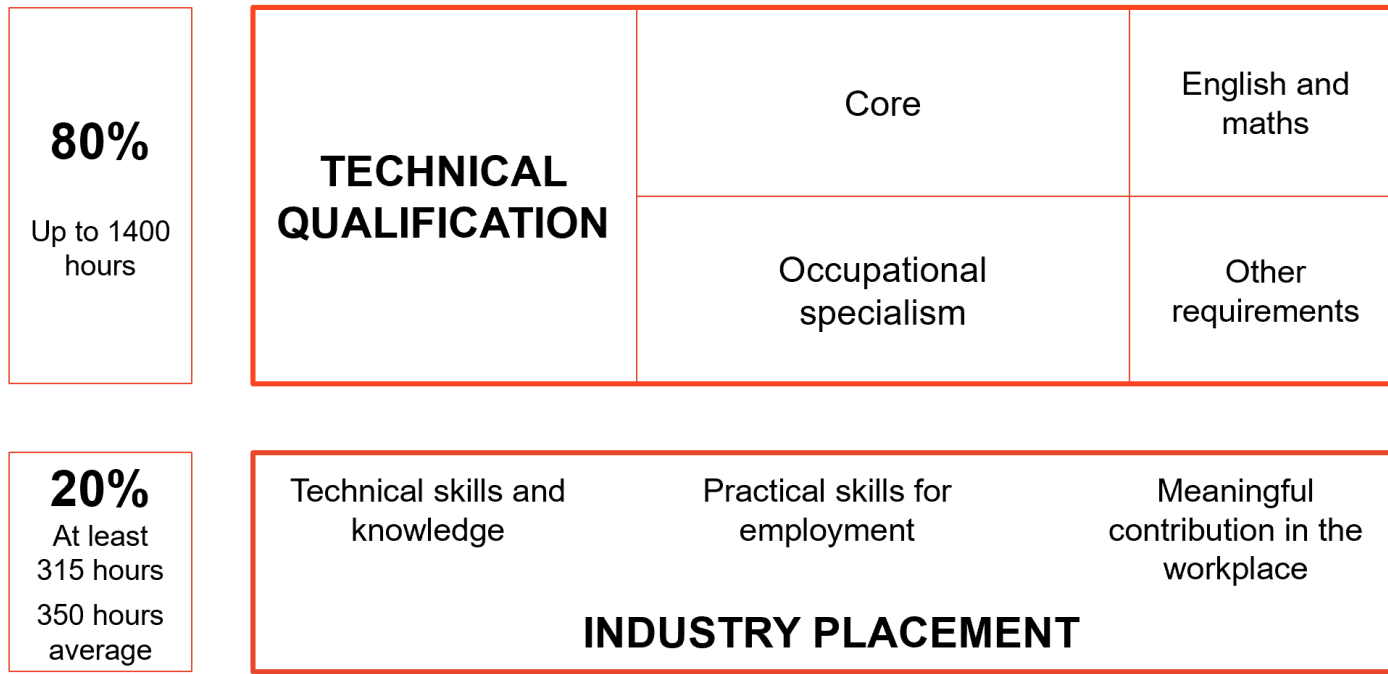 80%
Up to 1400
hours
TECHNICAL
QUALIFICATION
Core
English and
maths
Occupational
specialism
Other
requirements
20%
At least
315 hours
350 hours
average
Technical skills and
knowledge
Practical skills for
employment
Meaningful
contribution in the
workplace
INDUSTRY PLACEMENT